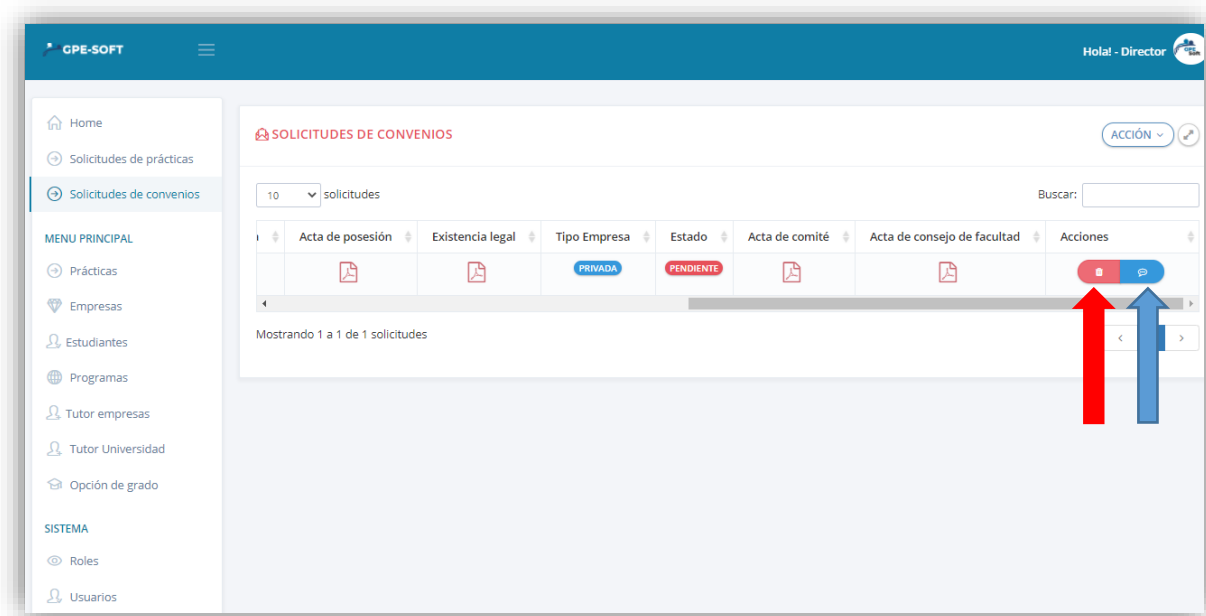 GPE-SOFT
Hola! - Director
Home
Solicitudes de prácticas
Solicitudes de convenios
MENU PRINCIPAL
Prácticas
Empresas
Estudiantes
Programas
Tutor empresas
Tutor Universidad
Opción de grado
SISTEMA
Roles
Usuarios
SOLICITUDES DE CONVENIOS
ACCIÓN
10 solicitudes
Buscar:
Acta de posesión Existencia legal Tipo Empresa Estado Acta de comité Acta de consejo de facultad Acciones
PRIVADA PENDIENTE
Mostrando 1 a 1 de 1 solicitudes